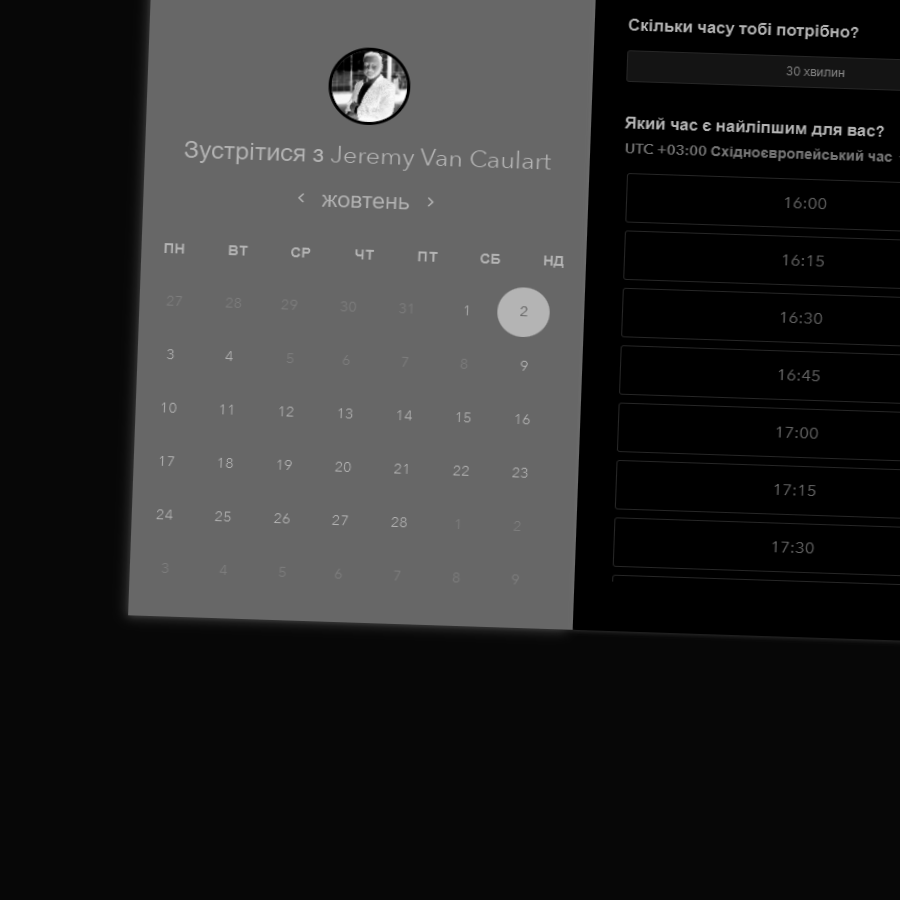 Зустрітися з Jeremy Van Caulart
жовтень
ПН ВТ СР ЧТ ПТ СБ НД
27 28 29 30 31 1 2
3 4 5 6 7 8 9
10 11 12 13 14 15 16
17 18 19 20 21 22 23
24 25 26 27 28 1 2
3 4 5 6 7 8 9
Скільки часу тобі потрібно?
30 хвилин
Який час є найліпшим для вас?
UTC +03:00 Східноєвропейський час
16:00
16:15
16:30
16:45
17:00
17:15
17:30